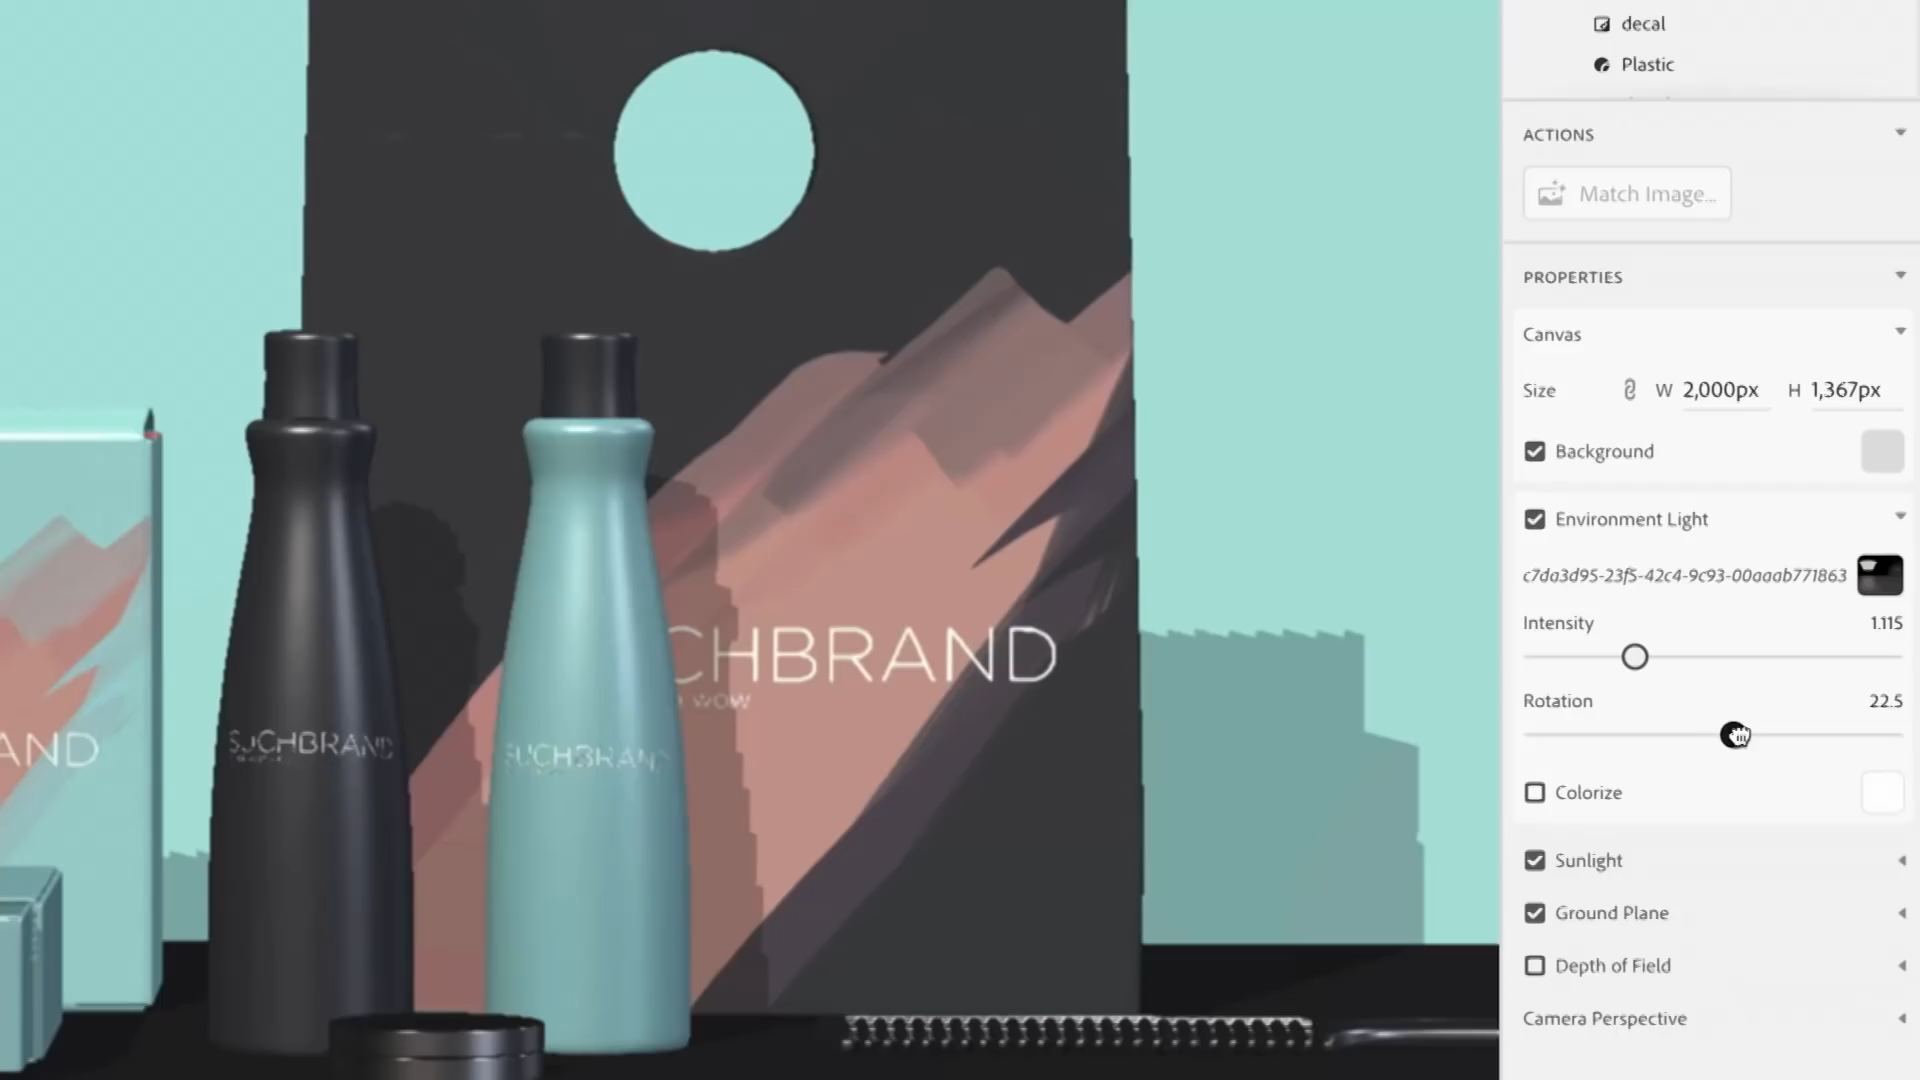 decal
Plastic
ACTIONS
Match Image...
PROPERTIES
Canvas
Size W 2,000px H 1,367px
Background
Environment Light
c7da3d95-23f5-42c4-9c93-00aaab771863
Intensity 1.115
Rotation 22.5
Colorize
Sunlight
Ground Plane
Depth of Field
Camera Perspective
CHBRAND
WOW
SUCHBRAND
SUCHBRAN
AND